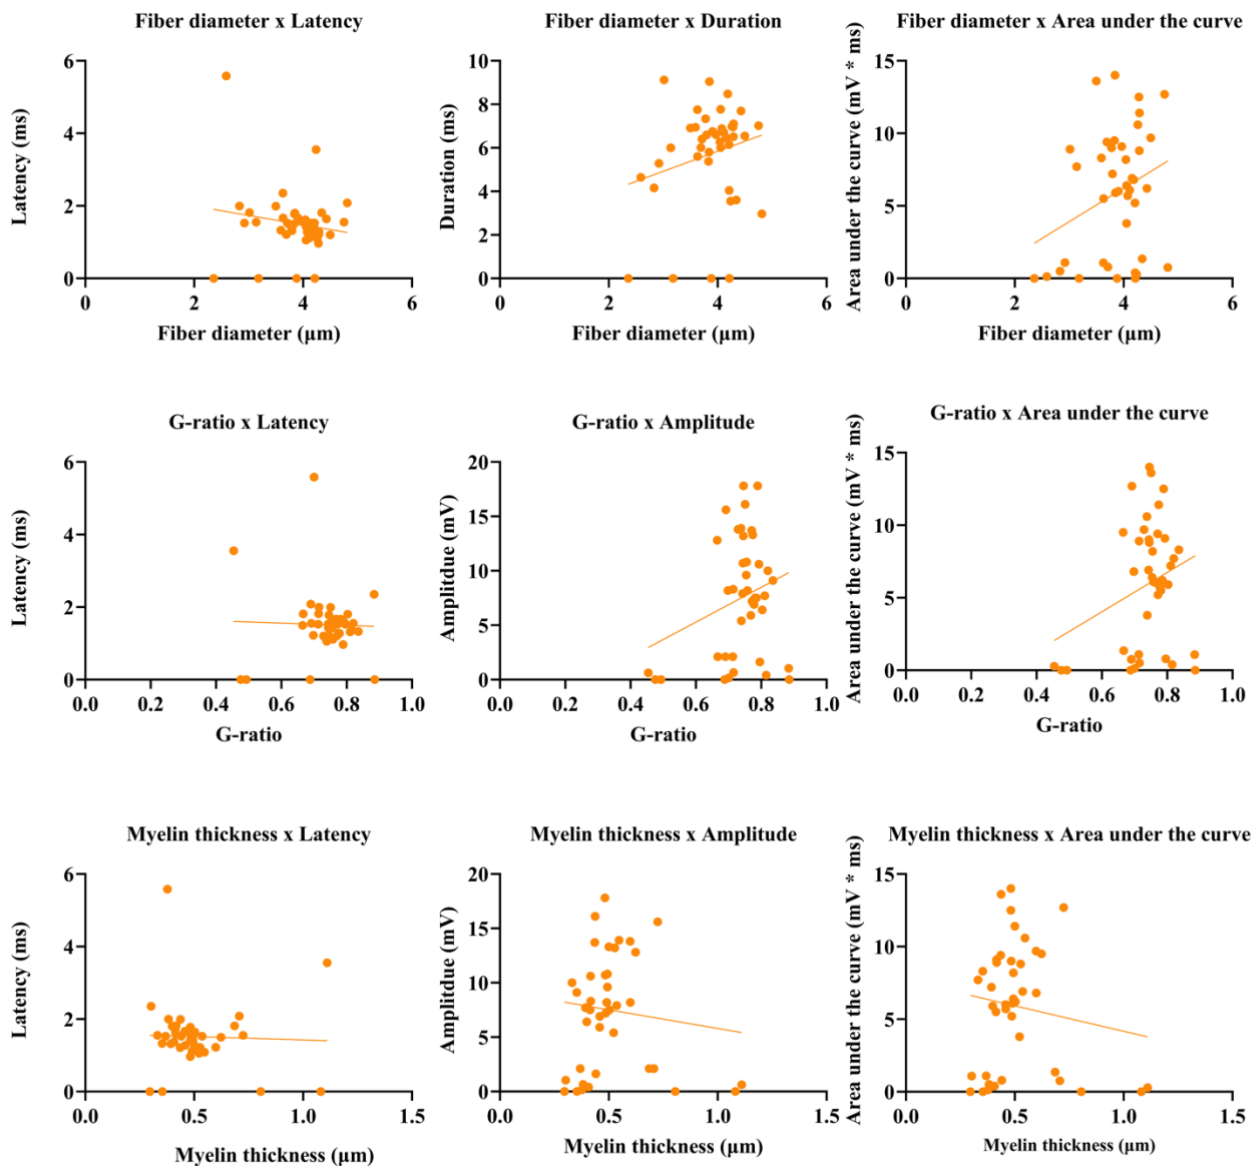 Fiber diameter x Latency
Latency (ms)
6
4
2
0
0 2 4 6
Fiber diameter (μm)
Fiber diameter x Duration
Duration (ms)
10
8
6
4
2
0
0 2 4 6
Fiber diameter (μm)
Fiber diameter x Area under the curve
Area under the curve (mV * ms)
15
10
5
0
0 2 4 6
Fiber diameter (μm)
G-ratio x Latency
Latency (ms)
6
4
2
0
0.0 0.2 0.4 0.6 0.8 1.0
G-ratio
G-ratio x Amplitude
Amplitdue (mV)
20
15
10
5
0
0.0 0.2 0.4 0.6 0.8 1.0
G-ratio
G-ratio x Area under the curve
Area under the curve (mV * ms)
15
10
5
0
0.0 0.2 0.4 0.6 0.8 1.0
G-ratio
Myelin thickness x Latency
Latency (ms)
6
4
2
0
0.0 0.5 1.0 1.5
Myelin thickness (μm)
Myelin thickness x Amplitude
Amplitdue (mV)
20
15
10
5
0
0.0 0.5 1.0 1.5
Myelin thickness (μm)
Myelin thickness x Area under the curve
Area under the curve (mV * ms)
15
10
5
0
0.0 0.5 1.0 1.5
Myelin thickness (μm)